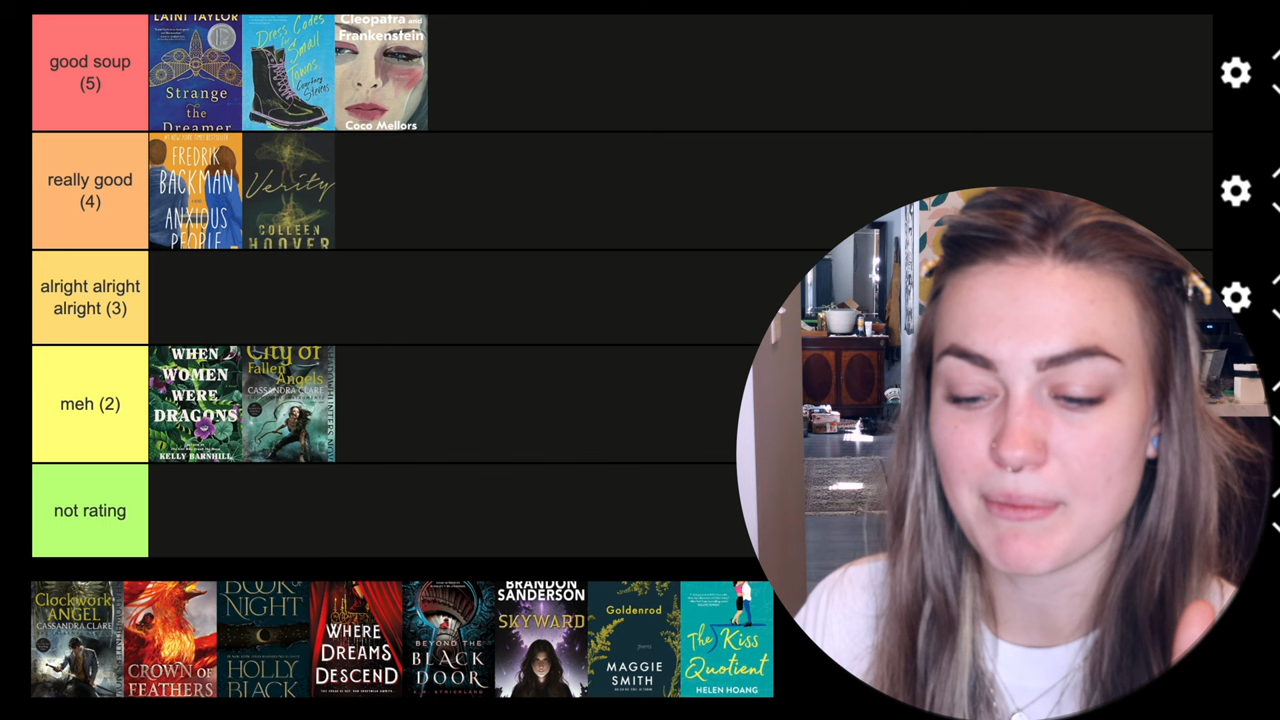 good soup
(5)
LAINI TAYLOR
Strange
the
Dreamer
Dress Codes
for
Small
Towns
Courtney
Stevens
Cleopatra and
Frankenstein
Coco Mellors
really good
(4)
FREDRIK
BACKMAN
ANXIOUS
PEOPLE
Verity
COLLEEN
HOOVER
alright alright
alright (3)
meh (2)
WHEN
WOMEN
WERE
DRAGONS
KELLY BARNHILL
City of
Fallen
Angels
CASSANDRA CLARE
not rating
Clockwork
ANGEL
CASSANDRA CLARE
CROWN OF
FEATHERS
BOOK OF
NIGHT
HOLLY
BLACK
WHERE
DREAMS
DESCEND
BEYOND THE
BLACK
DOOR
BRANDON
SANDERSON
SKYWARD
Goldenrod
poems
MAGGIE
SMITH
The Kiss
Quotient
HELEN HOANG